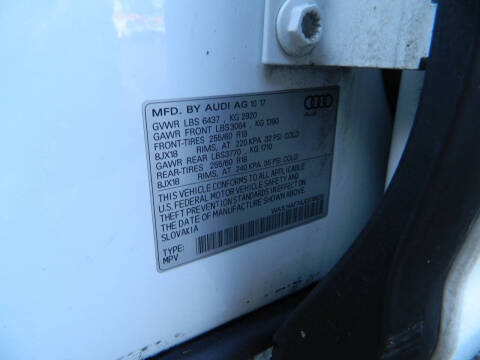 MFD. BY AUDI AG 10 17
GVWR LBS 6437 , KG 2920
GAWR FRONT LBS3064 , KG 1390
FRONT-TIRES 255/60 R18
8JX18 RIMS, AT 220 KPA 32 PSI COLD
GAWR REAR LBS3770 , KG 1710
REAR-TIRES 255/60 R18
8JX18 RIMS, AT 240 KPA 35 PSI COLD
THIS VEHICLE CONFORMS TO ALL APPLICABLE
U.S. FEDERAL MOTOR VEHICLE SAFETY AND
THEFT PREVENTION STANDARDS IN EFFECT ON
THE DATE OF MANUFACTURE SHOWN ABOVE
SLOVAKIA
TYPE:
MPV
Audi